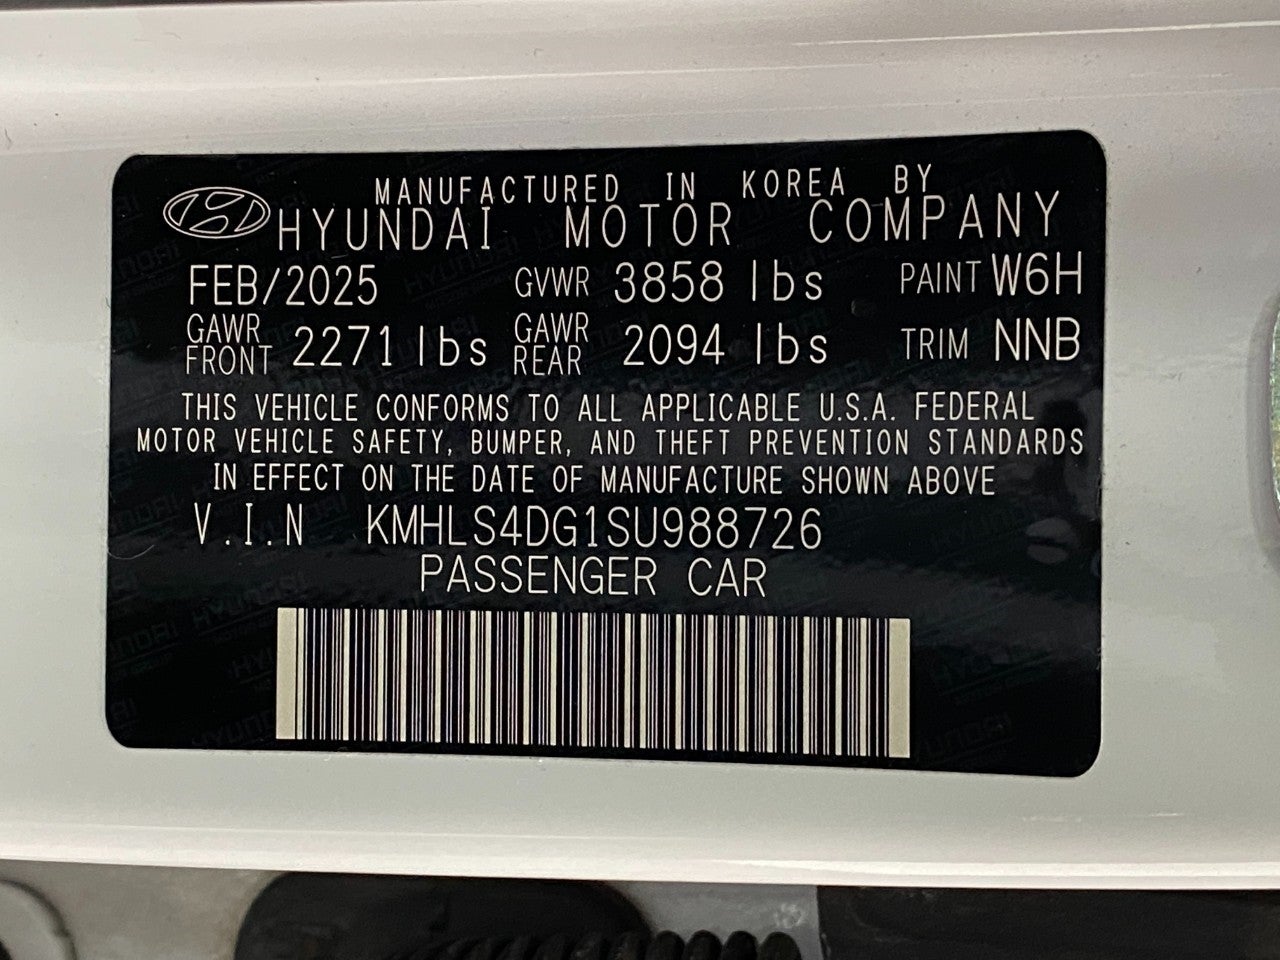 MANUFACTURED IN KOREA BY
HYUNDAI MOTOR COMPANY
FEB/2025 GVWR 3858 lbs PAINT W6H
GAWR FRONT 2271 lbs GAWR REAR 2094 lbs TRIM NNB
THIS VEHICLE CONFORMS TO ALL APPLICABLE U.S.A. FEDERAL
MOTOR VEHICLE SAFETY, BUMPER, AND THEFT PREVENTION STANDARDS
IN EFFECT ON THE DATE OF MANUFACTURE SHOWN ABOVE
V.I.N KMHLS4DG1SU988726
PASSENGER CAR